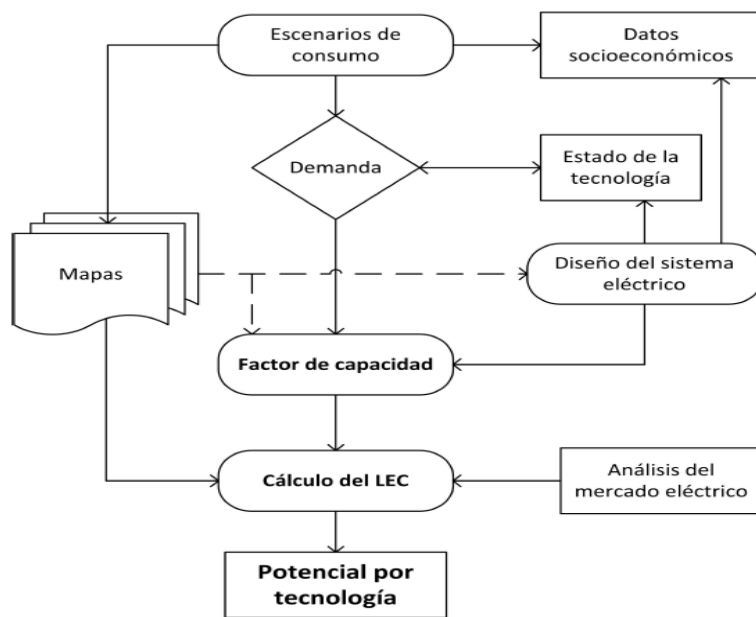 Escenarios de
consumo
Datos
socioeconómicos
Demanda
Estado de la
tecnología
Mapas
Diseño del sistema
eléctrico
Factor de capacidad
Cálculo del LEC
Análisis del
mercado eléctrico
Potencial por
tecnología